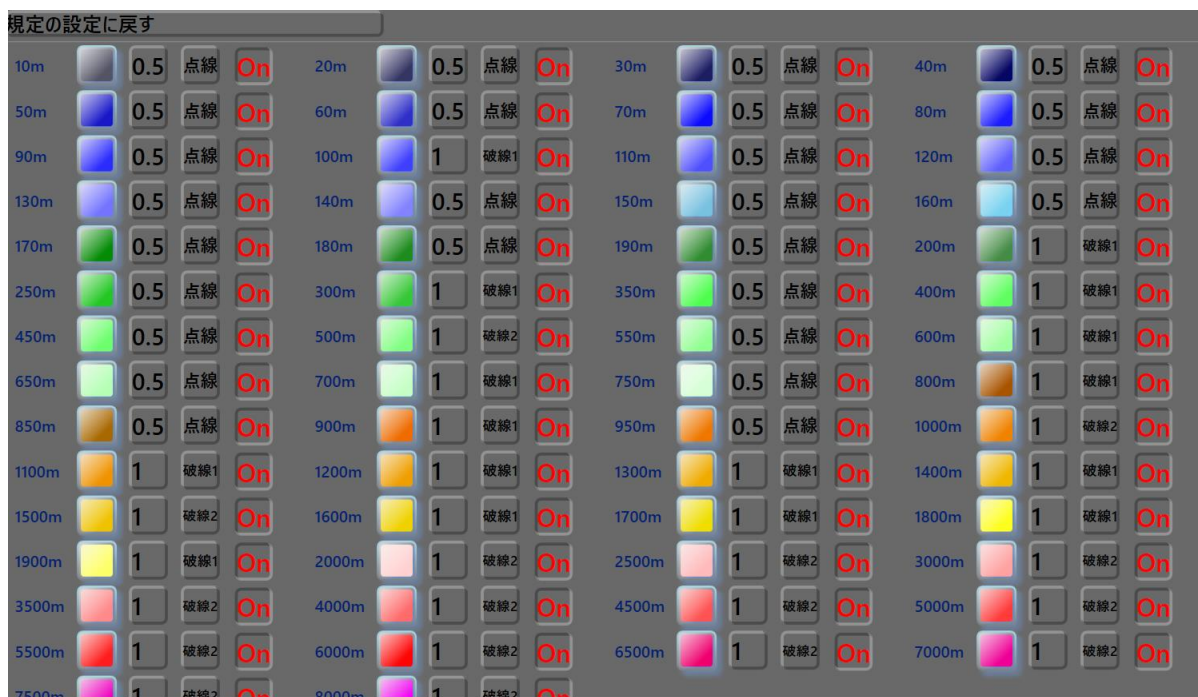 規定の設定に戻す
10m 0.5 点線 On 20m 0.5 点線 On 30m 0.5 点線 On 40m 0.5 点線 On
50m 0.5 点線 On 60m 0.5 点線 On 70m 0.5 点線 On 80m 0.5 点線 On
90m 0.5 点線 On 100m 1 破線1 On 110m 0.5 点線 On 120m 0.5 点線 On
130m 0.5 点線 On 140m 0.5 点線 On 150m 0.5 点線 On 160m 0.5 点線 On
170m 0.5 点線 On 180m 0.5 点線 On 190m 0.5 点線 On 200m 1 破線1 On
250m 0.5 点線 On 300m 1 破線1 On 350m 0.5 点線 On 400m 1 破線1 On
450m 0.5 点線 On 500m 1 破線2 On 550m 0.5 点線 On 600m 1 破線1 On
650m 0.5 点線 On 700m 1 破線1 On 750m 0.5 点線 On 800m 1 破線1 On
850m 0.5 点線 On 900m 1 破線1 On 950m 0.5 点線 On 1000m 1 破線2 On
1100m 1 破線1 On 1200m 1 破線1 On 1300m 1 破線1 On 1400m 1 破線1 On
1500m 1 破線2 On 1600m 1 破線1 On 1700m 1 破線1 On 1800m 1 破線1 On
1900m 1 破線1 On 2000m 1 破線2 On 2500m 1 破線2 On 3000m 1 破線2 On
3500m 1 破線2 On 4000m 1 破線2 On 4500m 1 破線2 On 5000m 1 破線2 On
5500m 1 破線2 On 6000m 1 破線2 On 6500m 1 破線2 On 7000m 1 破線2 On
7500m 1 破線2 On 8000m 1 破線2 On